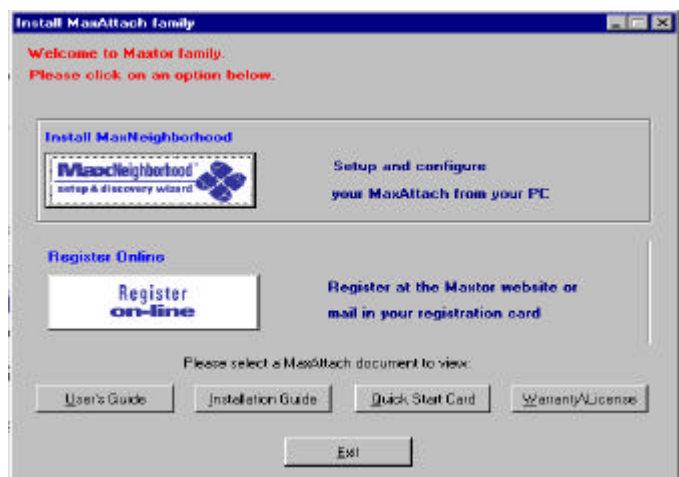 Install MaxAttach family
Welcome to Maxtor family.
Please click on an option below.
Install MaxNeighborhood
MaxNeighborhood
setup & discovery wizard
Setup and configure
your MaxAttach from your PC
Register Online
Register
on-line
Register at the Maxtor website or
mail in your registration card
Please select a MaxAttach document to view:
User's Guide
Installation Guide
Quick Start Card
Warranty\License
Exit